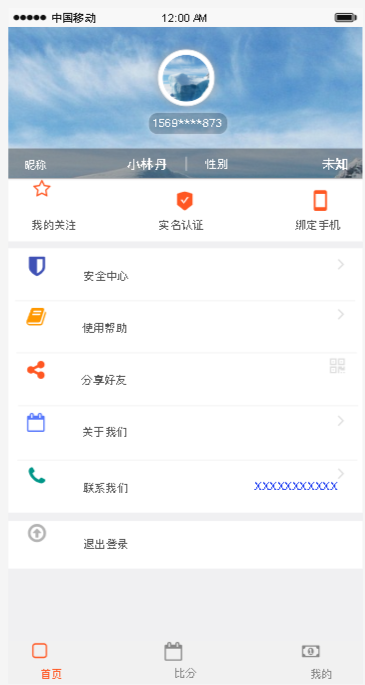 中国移动 12:00 AM
1569****873
昵称 小林丹 性别 未知
我的关注 实名认证 绑定手机
安全中心
使用帮助
分享好友
关于我们
联系我们 XXXXXXXXXXX
退出登录
首页 比分 我的